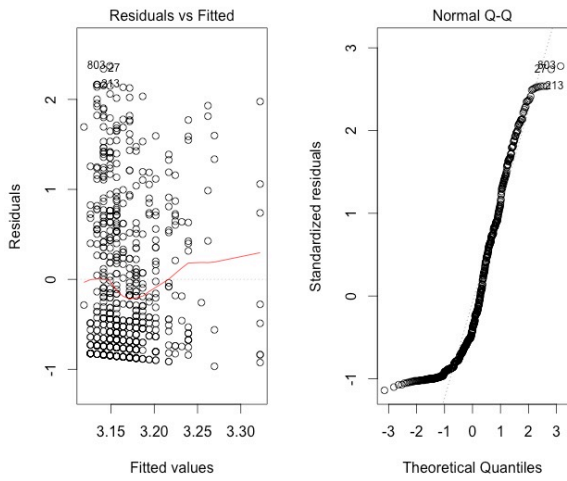 Residuals vs Fitted
Residuals
2
1
0
-1
803
27
213
3.15 3.20 3.25 3.30
Fitted values
Normal Q-Q
Standardized residuals
3
2
1
0
-1
803
27
213
-3 -2 -1 0 1 2 3
Theoretical Quantiles